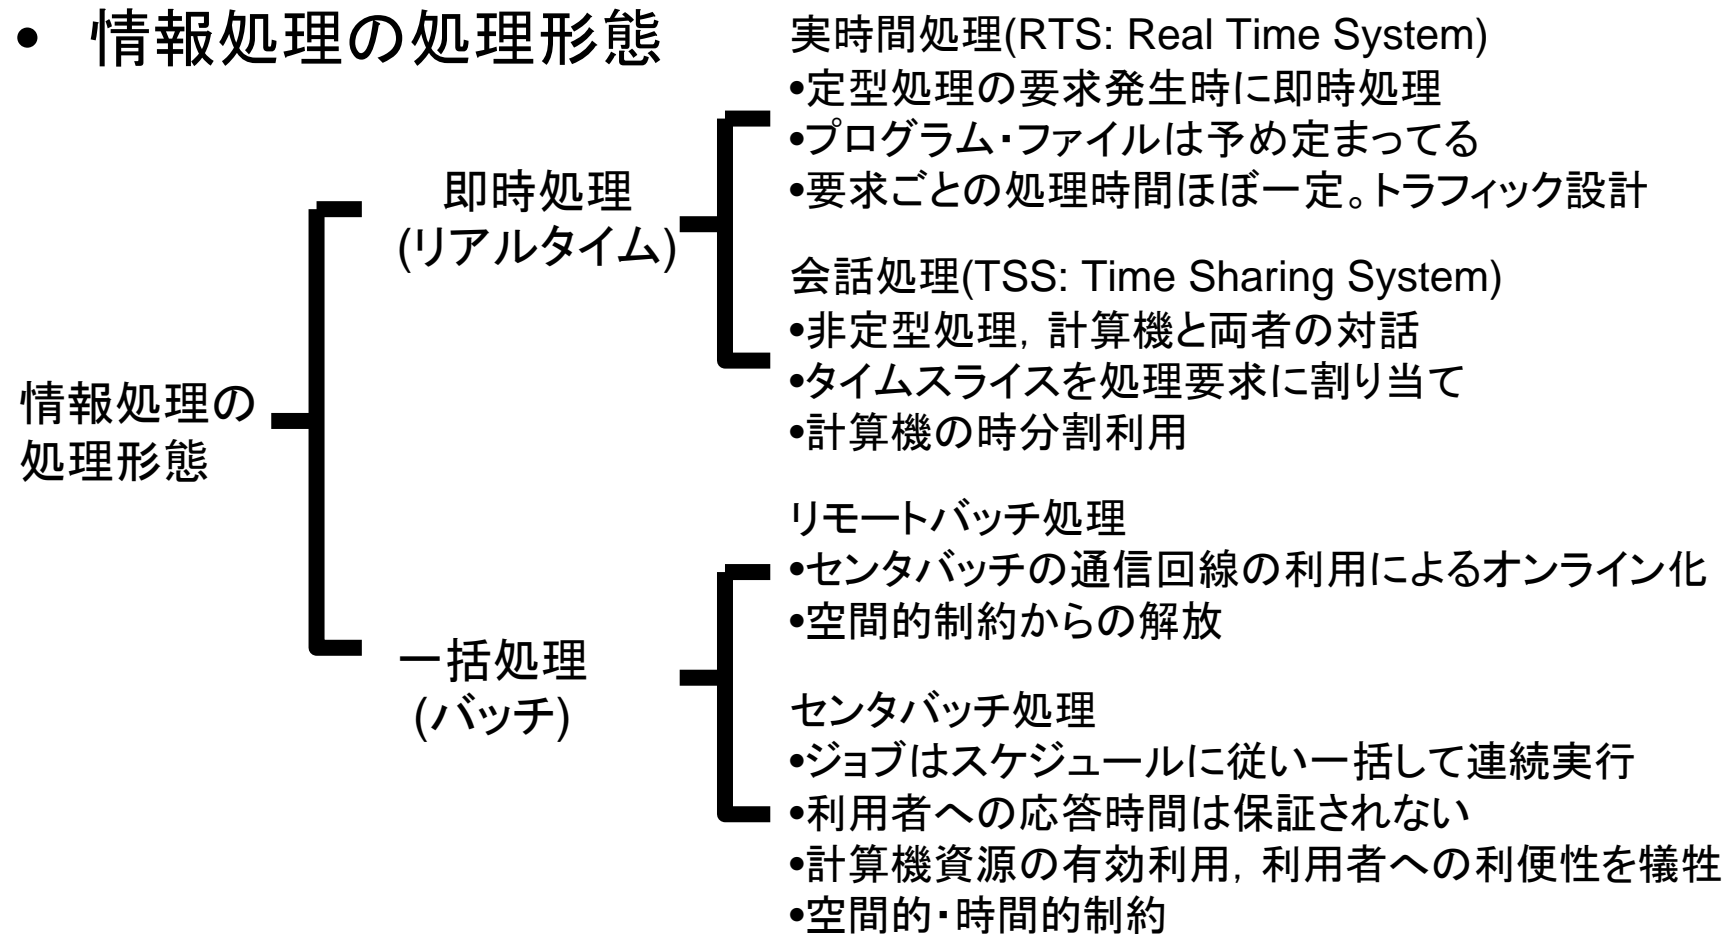 • 情報処理の処理形態
実時間処理(RTS: Real Time System)
•定型処理の要求発生時に即時処理
•プログラム・ファイルは予め定まってる
•要求ごとの処理時間ほぼ一定。トラフィック設計
即時処理
(リアルタイム)
会話処理(TSS: Time Sharing System)
•非定型処理，計算機と両者の対話
•タイムスライスを処理要求に割り当て
•計算機の時分割利用
情報処理の
処理形態
リモートバッチ処理
•センタバッチの通信回線の利用によるオンライン化
•空間的制約からの解放
一括処理
(バッチ)
センタバッチ処理
•ジョブはスケジュールに従い一括して連続実行
•利用者への応答時間は保証されない
•計算機資源の有効利用，利用者への利便性を犠牲
•空間的・時間的制約